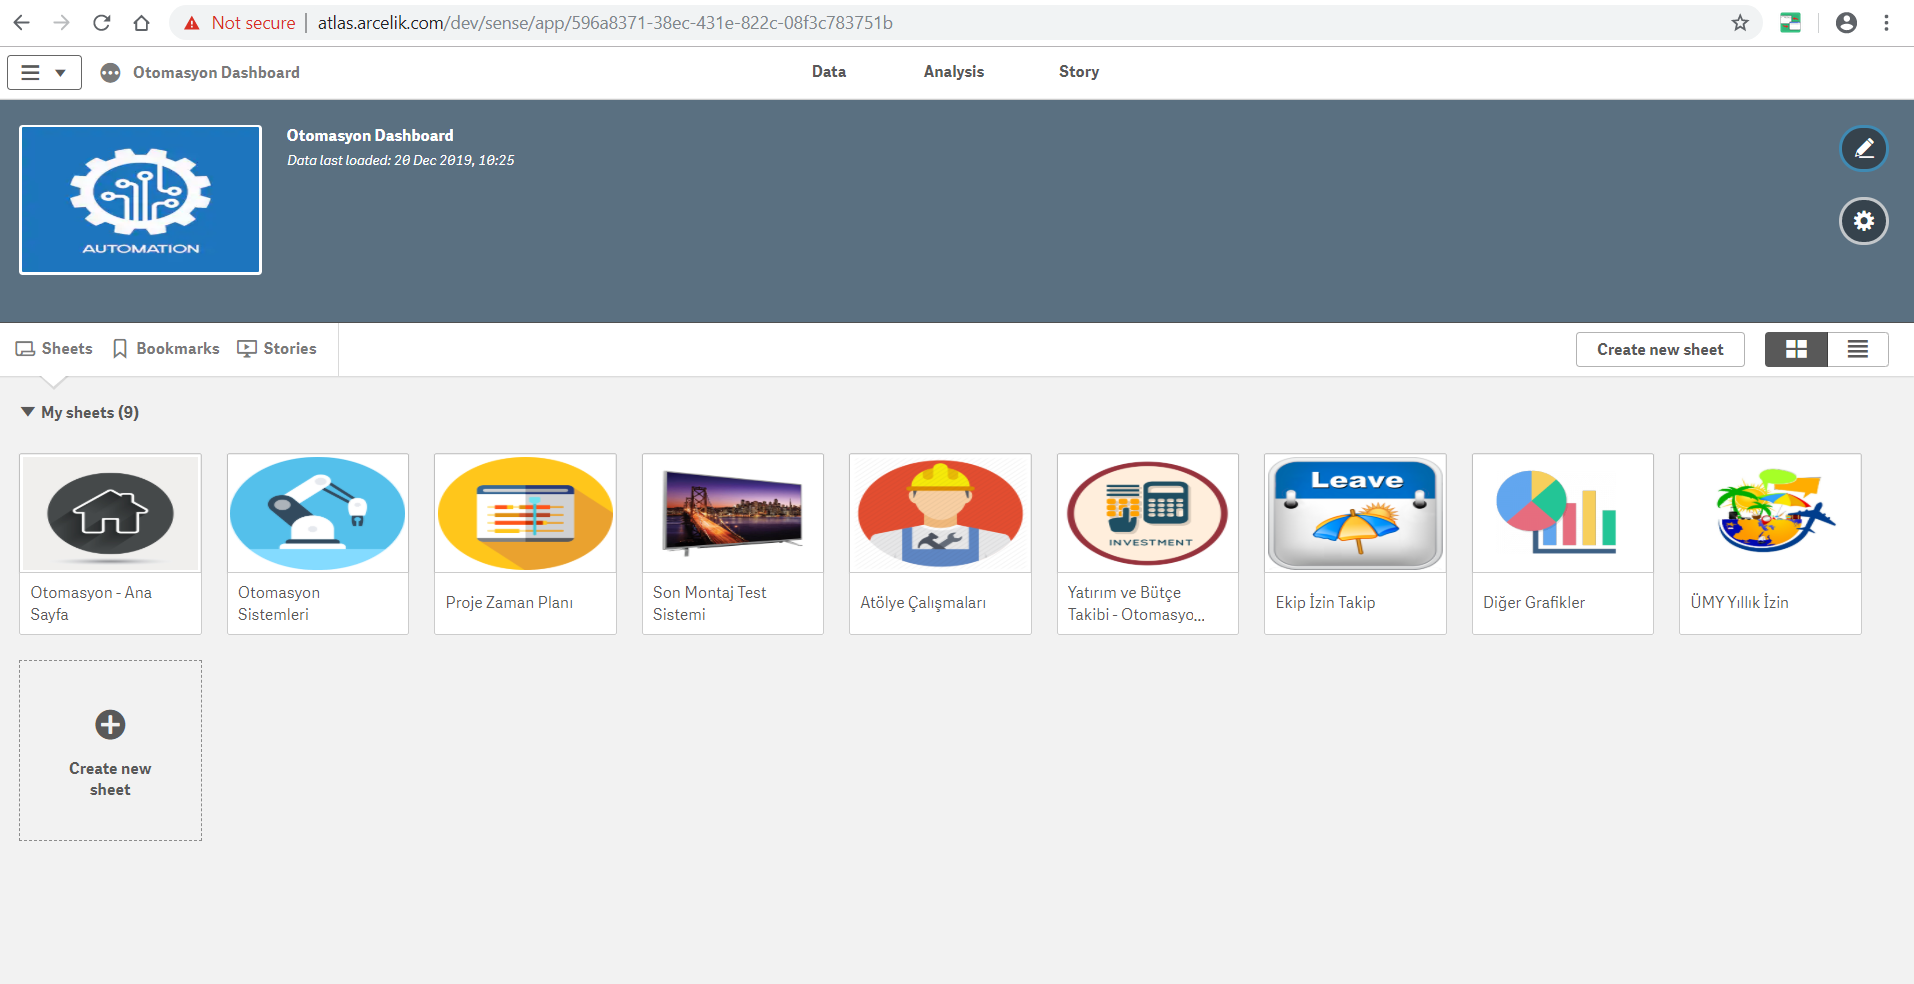 Not secure
atlas.arcelik.com/dev/sense/app/596a8371-38ec-431e-822c-08f3c783751b
Otomasyon Dashboard
Data
Analysis
Story
AUTOMATION
Otomasyon Dashboard
Data last loaded: 20 Dec 2019, 10:25
Sheets
Bookmarks
Stories
Create new sheet
My sheets (9)
INVESTMENT
Leave
Otomasyon - Ana
Sayfa
Otomasyon
Sistemleri
Proje Zaman Planı
Son Montaj Test
Sistemi
Atölye Çalışmaları
Yatırım ve Bütçe
Takibi - Otomasyo...
Ekip İzin Takip
Diğer Grafikler
ÜMY Yıllık İzin
Create new
sheet